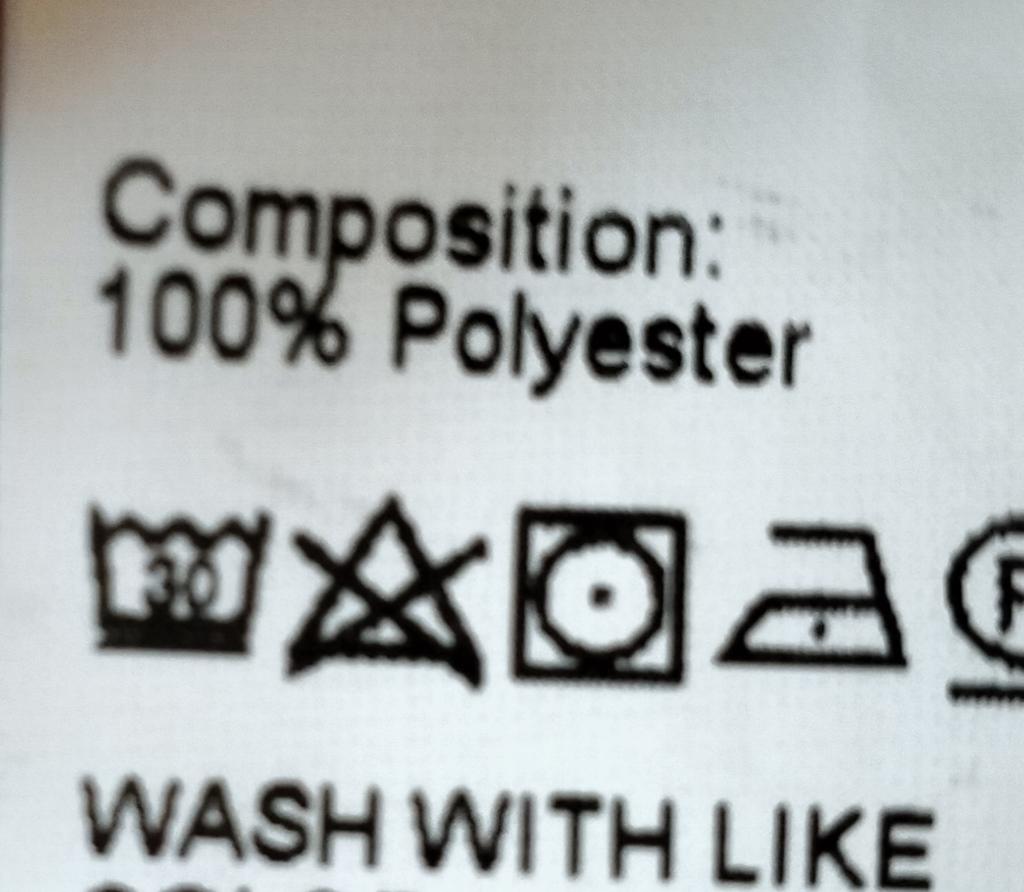 Composition:
100% Polyester
30
P
WASH WITH LIKE